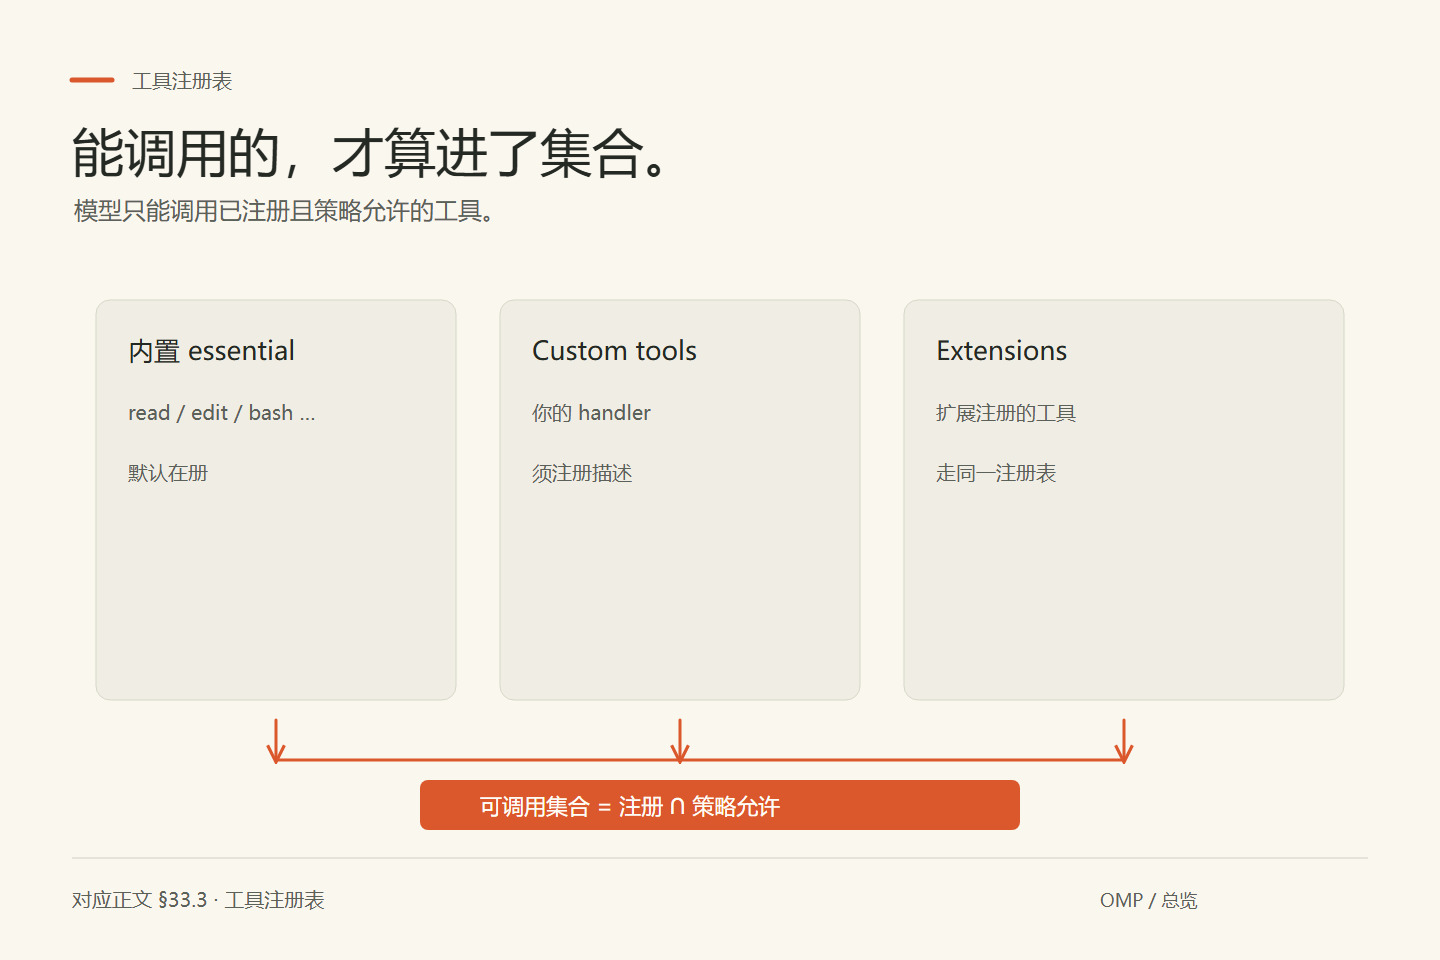 工具注册表
能调用的，才算进了集合。
模型只能调用已注册且策略允许的工具。
内置 essential
read / edit / bash ...
默认在册
Custom tools
你的 handler
须注册描述
Extensions
扩展注册的工具
走同一注册表
可调用集合 = 注册 ∩ 策略允许
对应正文 §33.3 · 工具注册表
OMP / 总览